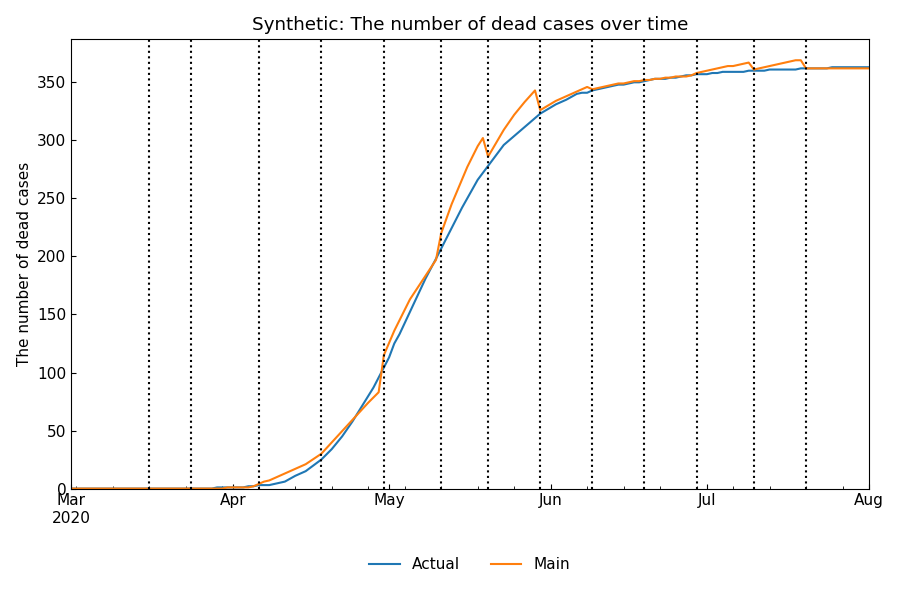 Synthetic: The number of dead cases over time
The number of dead cases
350
300
250
200
150
100
50
0
Mar Apr May Jun Jul Aug
2020
Actual Main